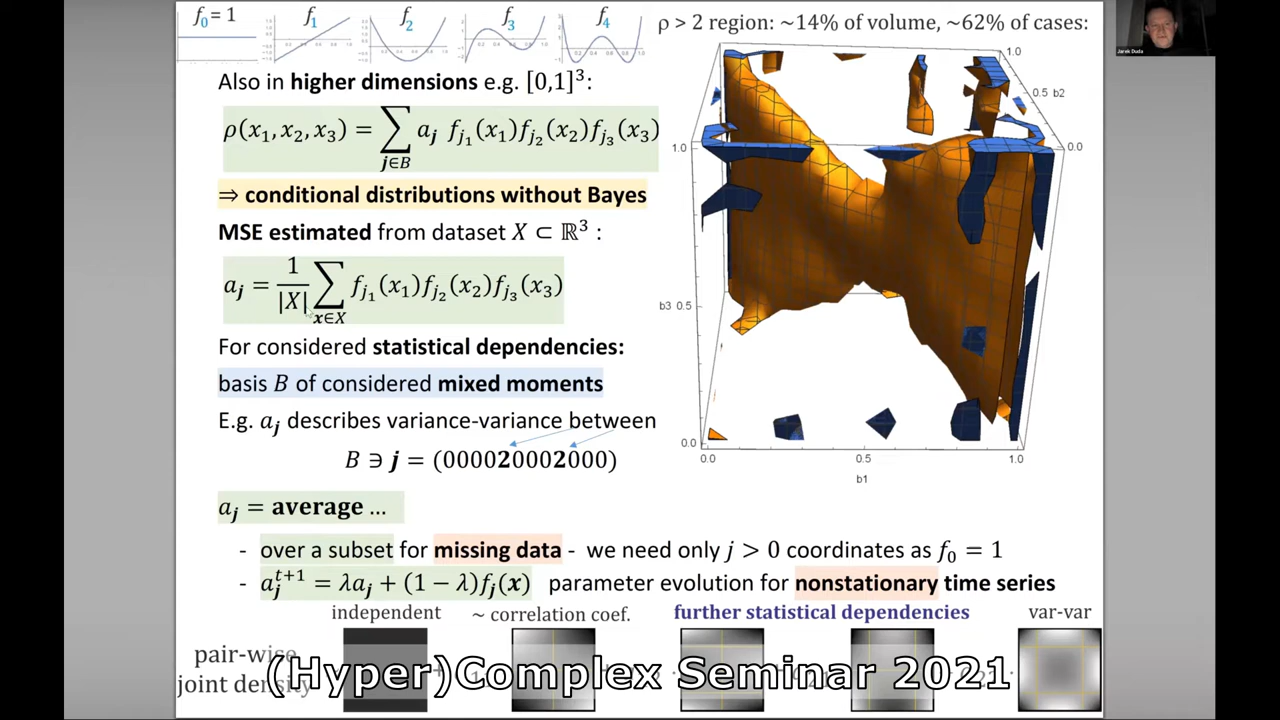 f₀ = 1 f₁ f₂ f₃ f₄
ρ > 2 region: ~14% of volume, ~62% of cases:
Jarek Duda
Also in higher dimensions e.g. [0,1]³:
ρ(x₁, x₂, x₃) = ∑ a_j f_{j₁}(x₁)f_{j₂}(x₂)f_{j₃}(x₃)
j∈B
⇒ conditional distributions without Bayes
MSE estimated from dataset X ⊂ ℝ³ :
a_j = 1/|X| ∑ f_{j₁}(x₁)f_{j₂}(x₂)f_{j₃}(x₃)
x∈X
For considered statistical dependencies:
basis B of considered mixed moments
E.g. a_j describes variance-variance between
B ∋ j = (000020002000)
1.0
0.5 b2
0.0
1.0
b3 0.5
0.0
0.0 0.5 1.0
b1
a_j = average ...
- over a subset for missing data - we need only j > 0 coordinates as f₀ = 1
- a_j^{t+1} = λa_j + (1 − λ)f_j(x) parameter evolution for nonstationary time series
independent ~ correlation coef. further statistical dependencies var-var
pair-wise
joint density
(Hyper)Complex Seminar 2021